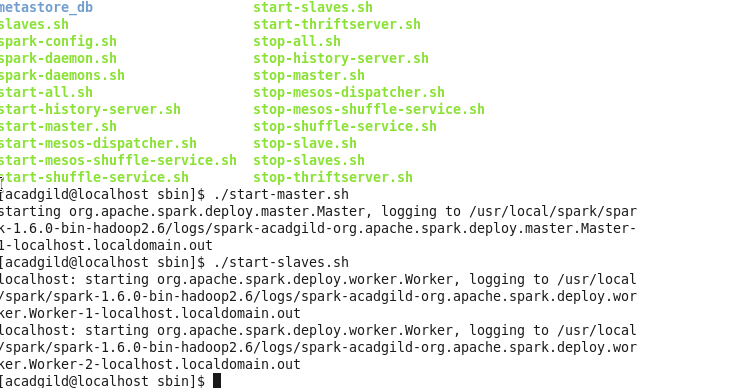 metastore_db start-slaves.sh
slaves.sh start-thriftserver.sh
spark-config.sh stop-all.sh
spark-daemon.sh stop-history-server.sh
spark-daemons.sh stop-master.sh
start-all.sh stop-mesos-dispatcher.sh
start-history-server.sh stop-mesos-shuffle-service.sh
start-master.sh stop-shuffle-service.sh
start-mesos-dispatcher.sh stop-slave.sh
start-mesos-shuffle-service.sh stop-slaves.sh
start-shuffle-service.sh stop-thriftserver.sh
[acadgild@localhost sbin]$ ./start-master.sh
starting org.apache.spark.deploy.master.Master, logging to /usr/local/spark/spar
k-1.6.0-bin-hadoop2.6/logs/spark-acadgild-org.apache.spark.deploy.master.Master-
1-localhost.localdomain.out
[acadgild@localhost sbin]$ ./start-slaves.sh
localhost: starting org.apache.spark.deploy.worker.Worker, logging to /usr/local
/spark/spark-1.6.0-bin-hadoop2.6/logs/spark-acadgild-org.apache.spark.deploy.wor
ker.Worker-1-localhost.localdomain.out
localhost: starting org.apache.spark.deploy.worker.Worker, logging to /usr/local
/spark/spark-1.6.0-bin-hadoop2.6/logs/spark-acadgild-org.apache.spark.deploy.wor
ker.Worker-2-localhost.localdomain.out
[acadgild@localhost sbin]$